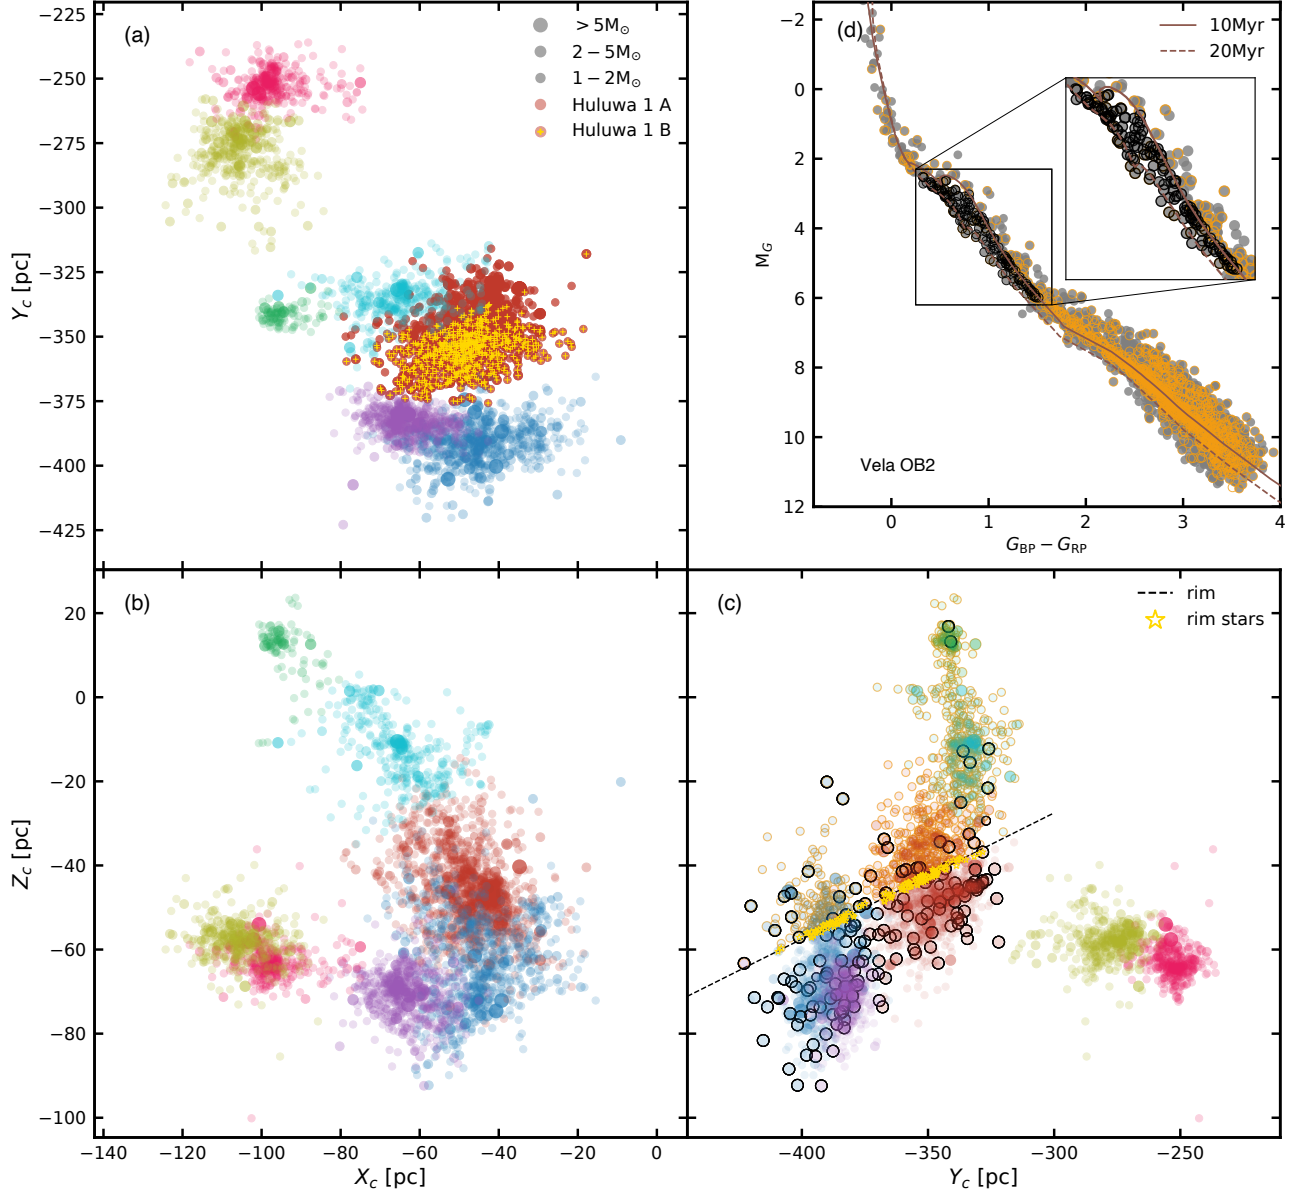 (a)
> 5M⊙
2 − 5M⊙
1 − 2M⊙
Huluwa 1 A
Huluwa 1 B
−225
−250
−275
−300
−325
−350
−375
−400
−425
Y_c [pc]
(d)
10Myr
20Myr
−2
0
2
4
6
8
10
12
M_G
Vela OB2
0 1 2 3 4
G_BP − G_RP
(b)
20
0
−20
−40
−60
−80
−100
Z_c [pc]
−140 −120 −100 −80 −60 −40 −20 0
X_c [pc]
(c)
rim
rim stars
−400 −350 −300 −250
Y_c [pc]